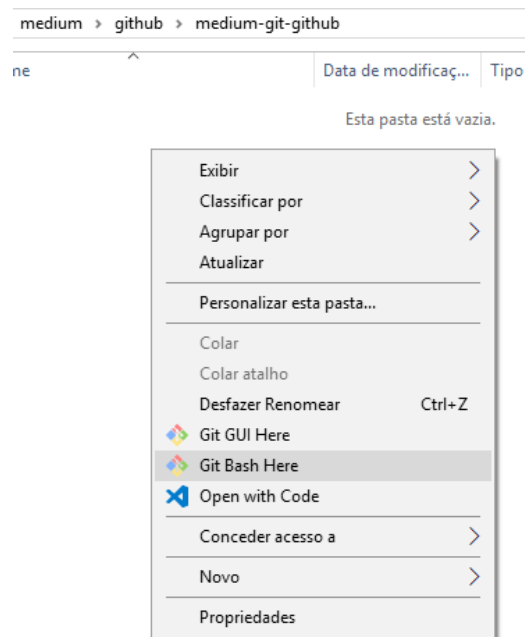 medium > github > medium-git-github
me Data de modificaç... Tipo
Esta pasta está vazia.
Exibir
Classificar por
Agrupar por
Atualizar
Personalizar esta pasta...
Colar
Colar atalho
Desfazer Renomear Ctrl+Z
Git GUI Here
Git Bash Here
Open with Code
Conceder acesso a
Novo
Propriedades